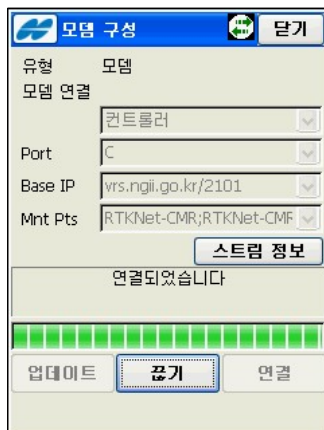 모뎀 구성 닫기
유형 모뎀
모뎀 연결
컨트롤러
Port C
Base IP vrs.ngii.go.kr/2101
Mnt Pts RTKNet-CMR;RTKNet-CMF
스트림 정보
연결되었습니다
업데이트 끊기 연결